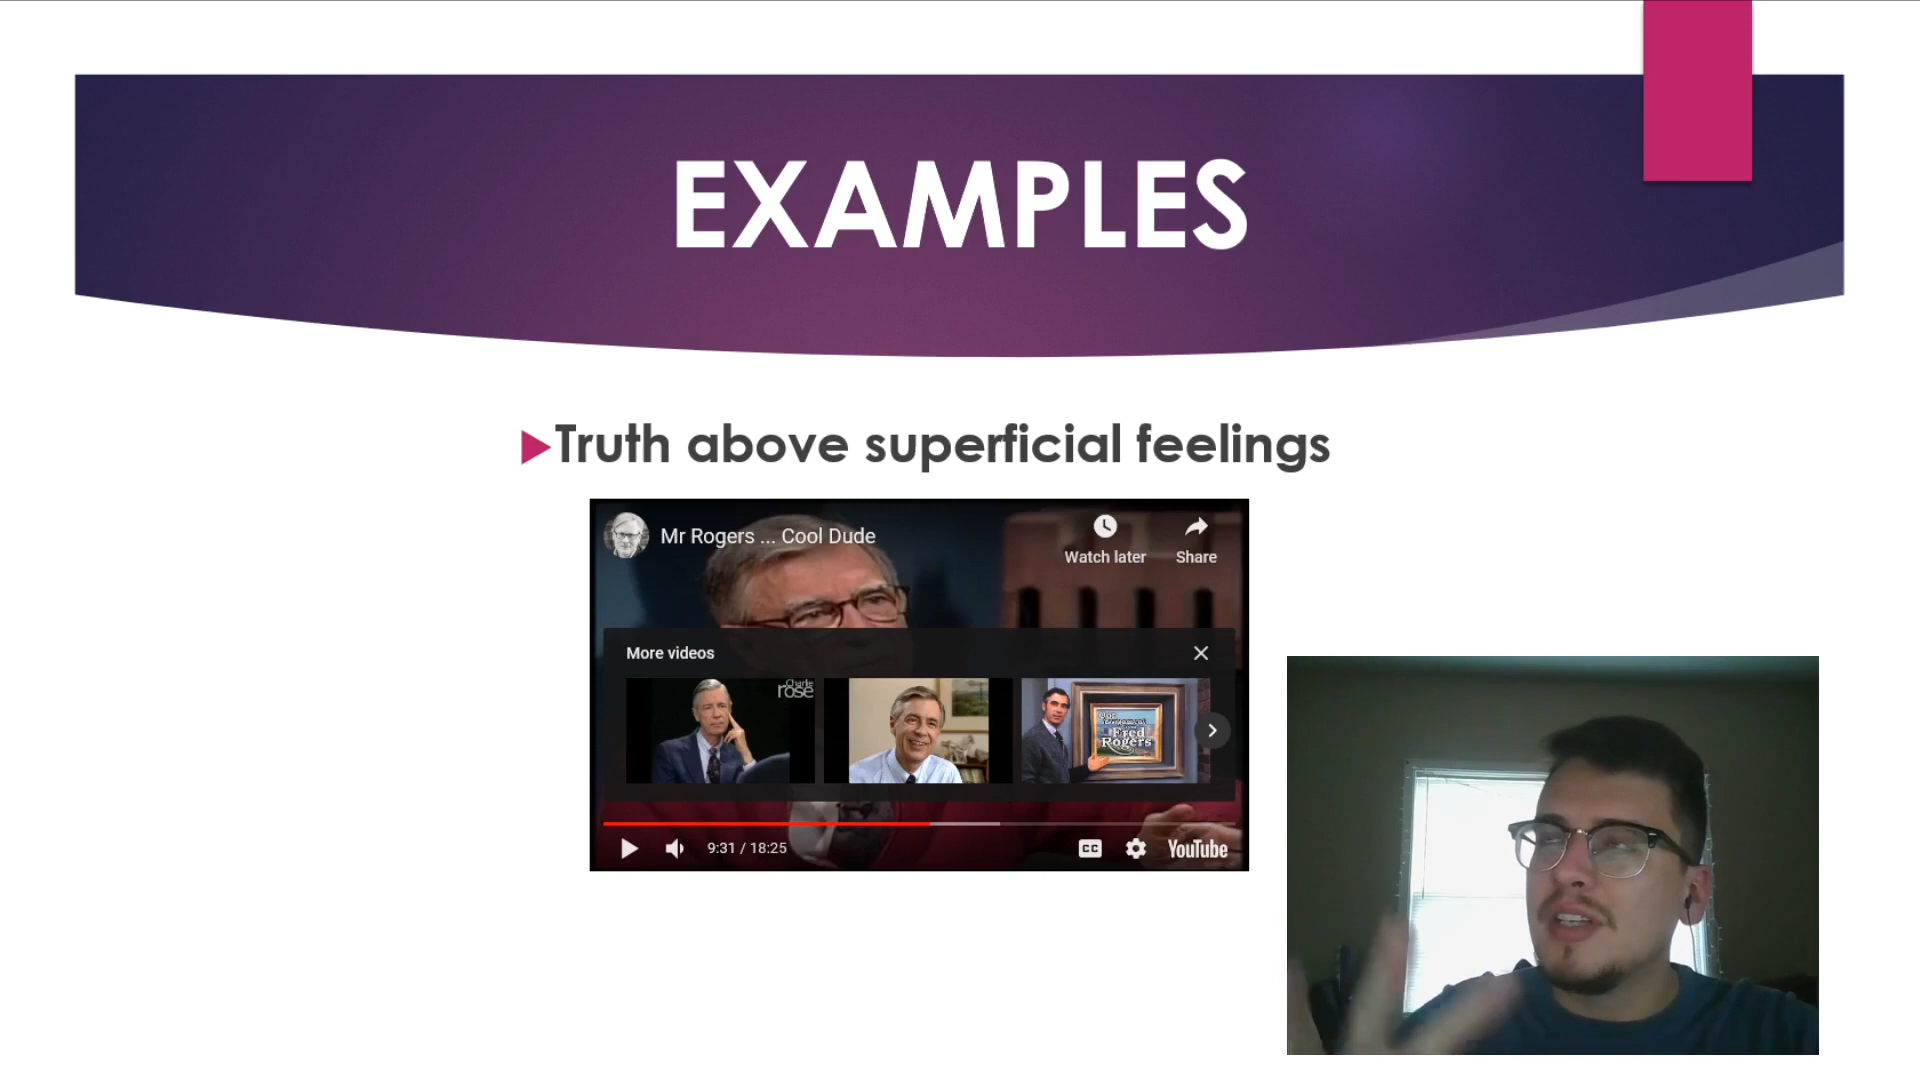 EXAMPLES
Truth above superficial feelings
Mr Rogers ... Cool Dude
Watch later
Share
More videos
Charlie
rose
Fred
Rogers
9:31 / 18:25
CC
YouTube